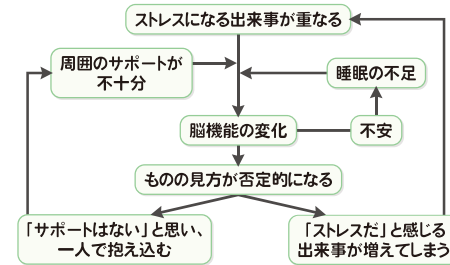 ストレスになる出来事が重なる
周囲のサポートが
不十分
睡眠の不足
脳機能の変化
不安
ものの見方が否定的になる
「サポートはない」と思い、
一人で抱え込む
「ストレスだ」と感じる
出来事が増えてしまう